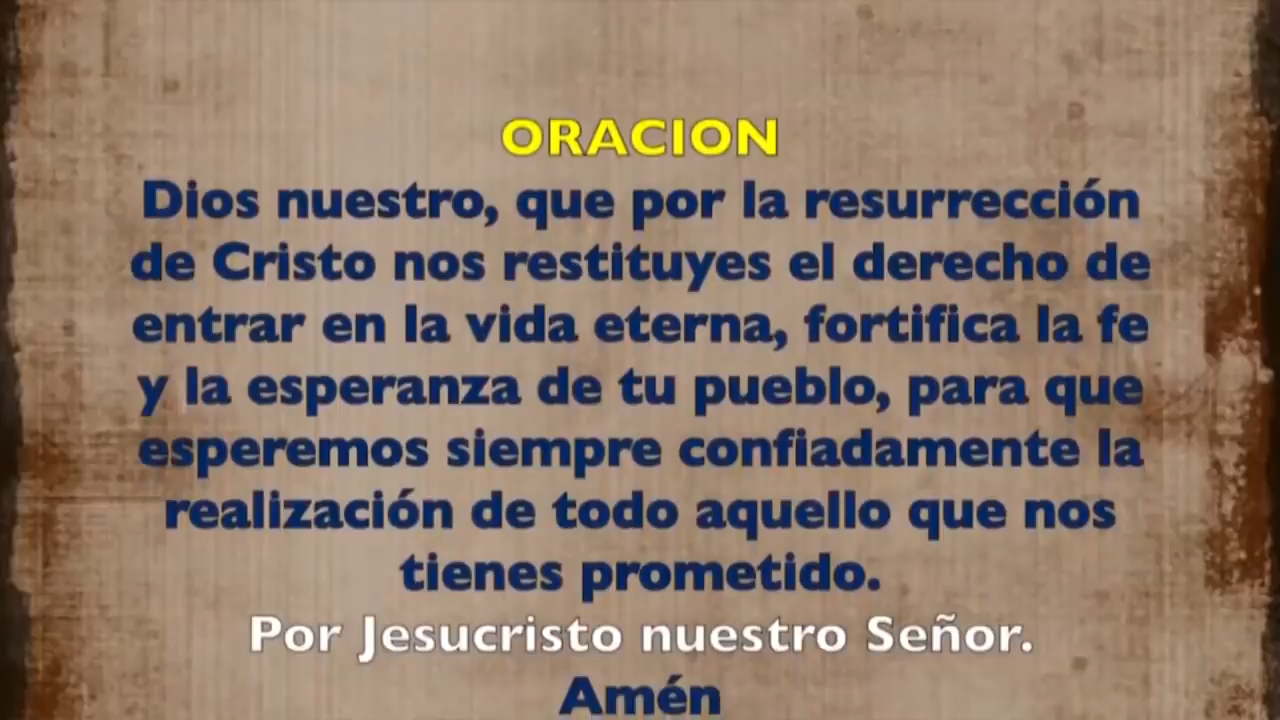 ORACION
Dios nuestro, que por la resurrección
de Cristo nos restituyes el derecho de
entrar en la vida eterna, fortifica la fe
y la esperanza de tu pueblo, para que
esperemos siempre confiadamente la
realización de todo aquello que nos
tienes prometido.
Por Jesucristo nuestro Señor.
Amén